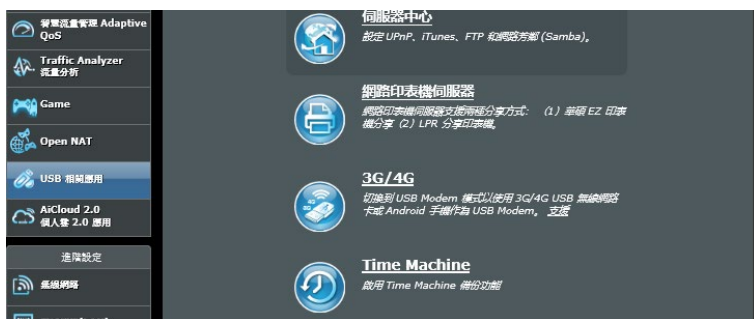 智慧流量管理 Adaptive
QoS
Traffic Analyzer
流量分析
Game
Open NAT
USB 相關應用
AiCloud 2.0
個人雲 2.0 應用
進階設定
無線網路
伺服器中心
設定 UPnP、iTunes、FTP 和網路芳鄰 (Samba)。
網路印表機伺服器
網路印表機伺服器支援兩種分享方式: (1) 華碩 EZ 印表
機分享 (2) LPR 分享印表機。
3G/4G
切換到 USB Modem 模式以使用 3G/4G USB 無線網路
卡或 Android 手機作為 USB Modem。 支援
Time Machine
啟用 Time Machine 備份功能